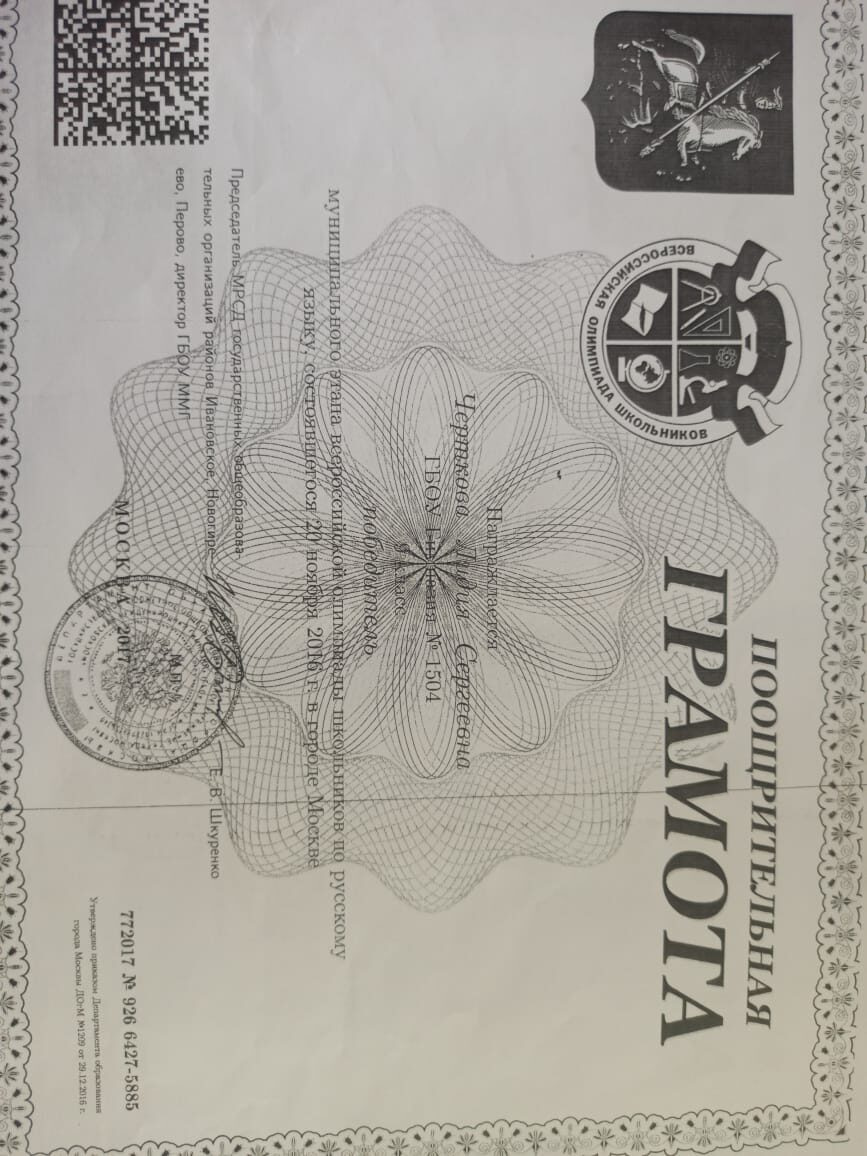 ВСЕРОССИЙСКАЯ ОЛИМПИАДА ШКОЛЬНИКОВ
ПООЩРИТЕЛЬНАЯ
ГРАМОТА
Награждается
Черткова Лидия Сергеевна
ГБОУ Гимназия № 1504
класс
победитель
муниципального этапа всероссийской олимпиады школьников по русскому
языку, состоявшегося 20 ноября 2016 г. в городе Москве
Председатель МРСД государственных общеобразова-
тельных организаций районов Ивановское, Новогире-
ево, Перово, директор ГБОУ ММГ
Е. В. Шкуренко
М.П.
МОСКВА 2017
772017 № 926 6427-5885
Утверждено приказом Департамента образования
города Москвы ДОгМ №1209 от 29.12.2016 г.